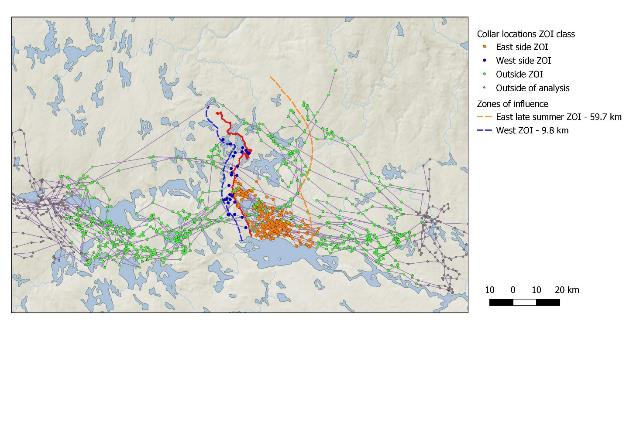 Collar locations ZOI class
East side ZOI
West side ZOI
Outside ZOI
Outside of analysis
Zones of influence
East late summer ZOI - 59.7 km
West ZOI - 9.8 km
10 0 10 20 km